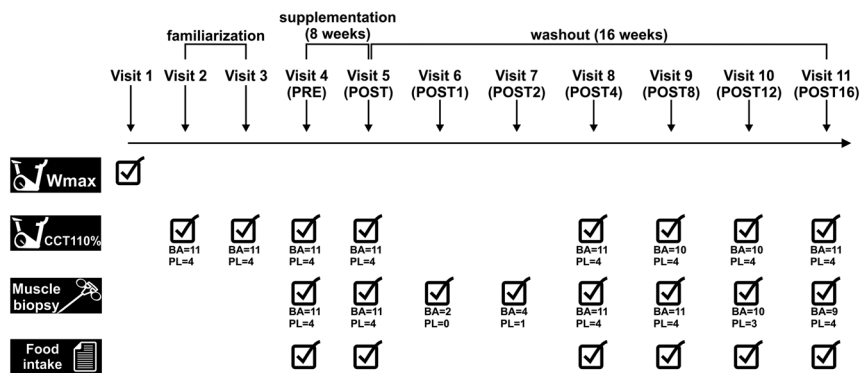 supplementation
familiarization (8 weeks) washout (16 weeks)
Visit 1 Visit 2 Visit 3 Visit 4 Visit 5 Visit 6 Visit 7 Visit 8 Visit 9 Visit 10 Visit 11
(PRE) (POST) (POST1) (POST2) (POST4) (POST8) (POST12) (POST16)
Wmax
CCT110%
BA=11 BA=11 BA=11 BA=11 BA=11 BA=10 BA=10 BA=11
PL=4 PL=4 PL=4 PL=4 PL=4 PL=4 PL=4 PL=4
Muscle
biopsy
BA=11 BA=11 BA=2 BA=4 BA=11 BA=11 BA=10 BA=9
PL=4 PL=4 PL=0 PL=1 PL=4 PL=4 PL=3 PL=4
Food
intake